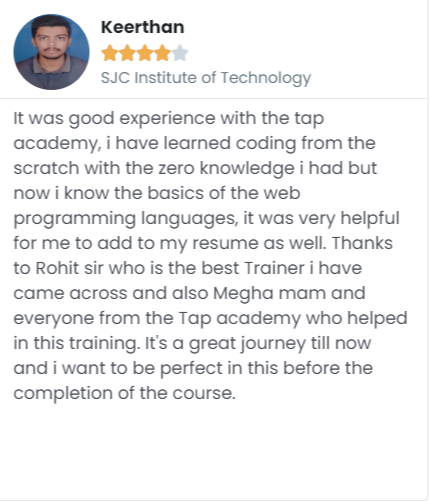 Keerthan
SJC Institute of Technology
It was good experience with the tap
academy, i have learned coding from the
scratch with the zero knowledge i had but
now i know the basics of the web
programming languages, it was very helpful
for me to add to my resume as well. Thanks
to Rohit sir who is the best Trainer i have
came across and also Megha mam and
everyone from the Tap academy who helped
in this training. It's a great journey till now
and i want to be perfect in this before the
completion of the course.